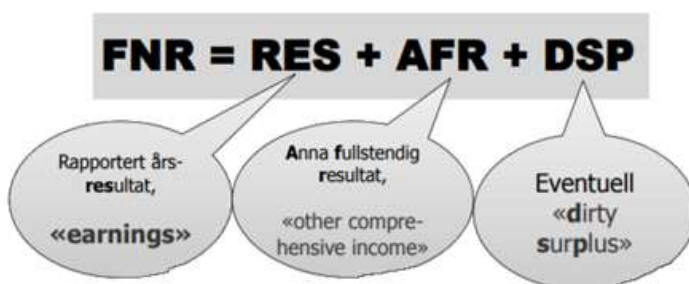 FNR = RES + AFR + DSP
Rapportert års-
resultat,
«earnings»
Anna fullstendig
resultat,
«other compre-
hensive income»
Eventuell
«dirty
surplus»